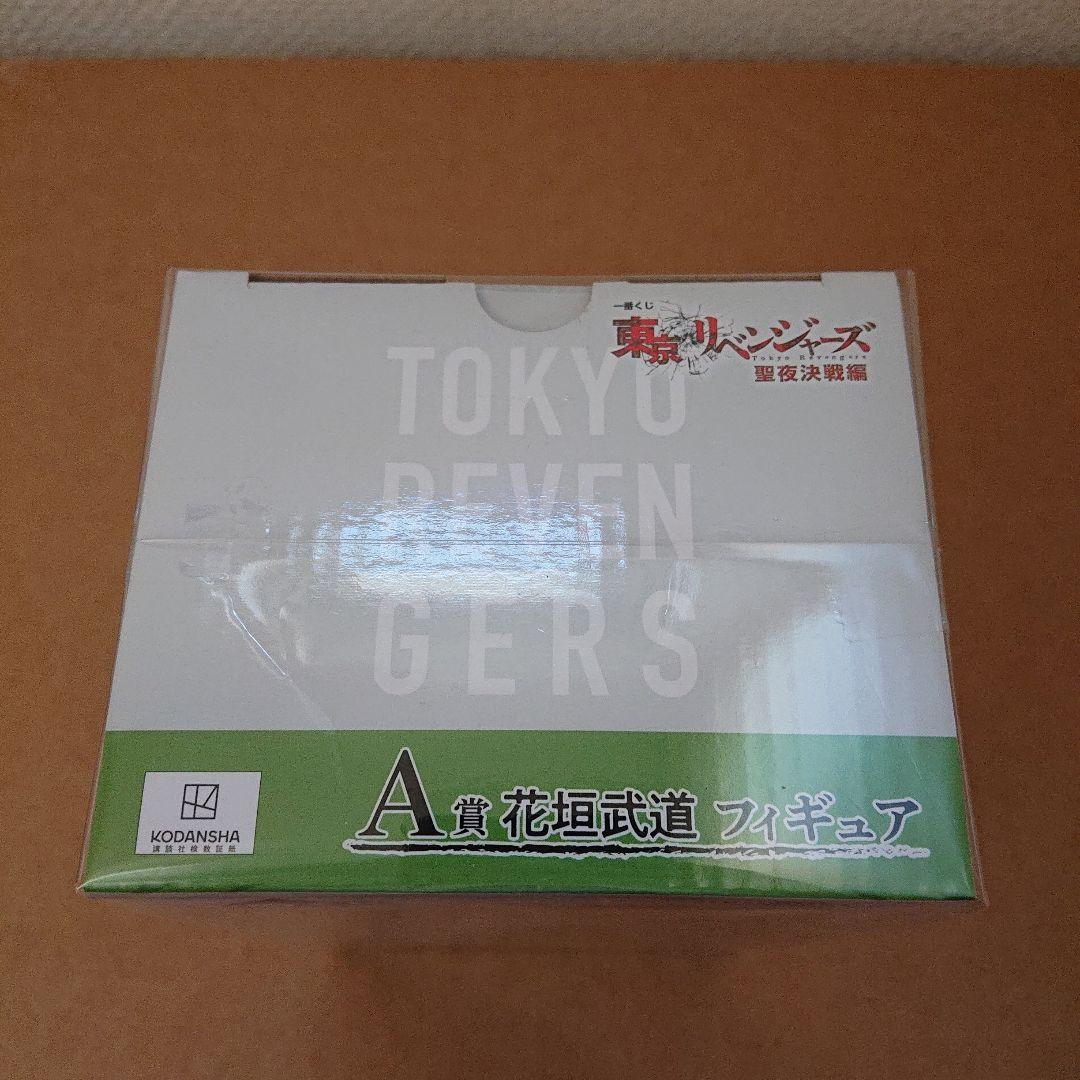 一番くじ
東京リベンジャーズ
Tokyo Revengers
聖夜決戦編
TOKYO
REVEN
GERS
A賞 花垣武道 フィギュア
KODANSHA
講談社検数証紙